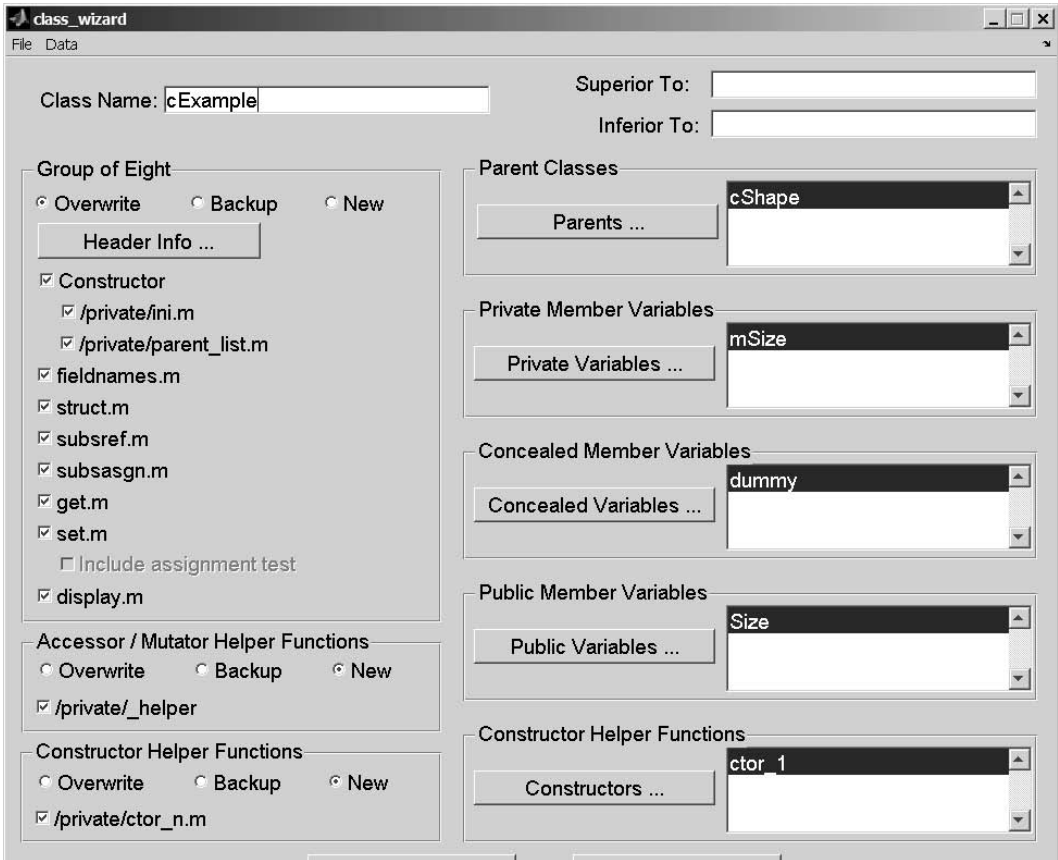 class_wizard
File Data
Class Name: cExample
Superior To:
Inferior To:
Group of Eight
Overwrite Backup New
Header Info ...
Constructor
/private/ini.m
/private/parent_list.m
fieldnames.m
struct.m
subsref.m
subsasgn.m
get.m
set.m
Include assignment test
display.m
Accessor / Mutator Helper Functions
Overwrite Backup New
/private/_helper
Constructor Helper Functions
Overwrite Backup New
/private/ctor_n.m
Parent Classes
Parents ... cShape
Private Member Variables
Private Variables ... mSize
Concealed Member Variables
Concealed Variables ... dummy
Public Member Variables
Public Variables ... Size
Constructor Helper Functions
Constructors ... ctor_1